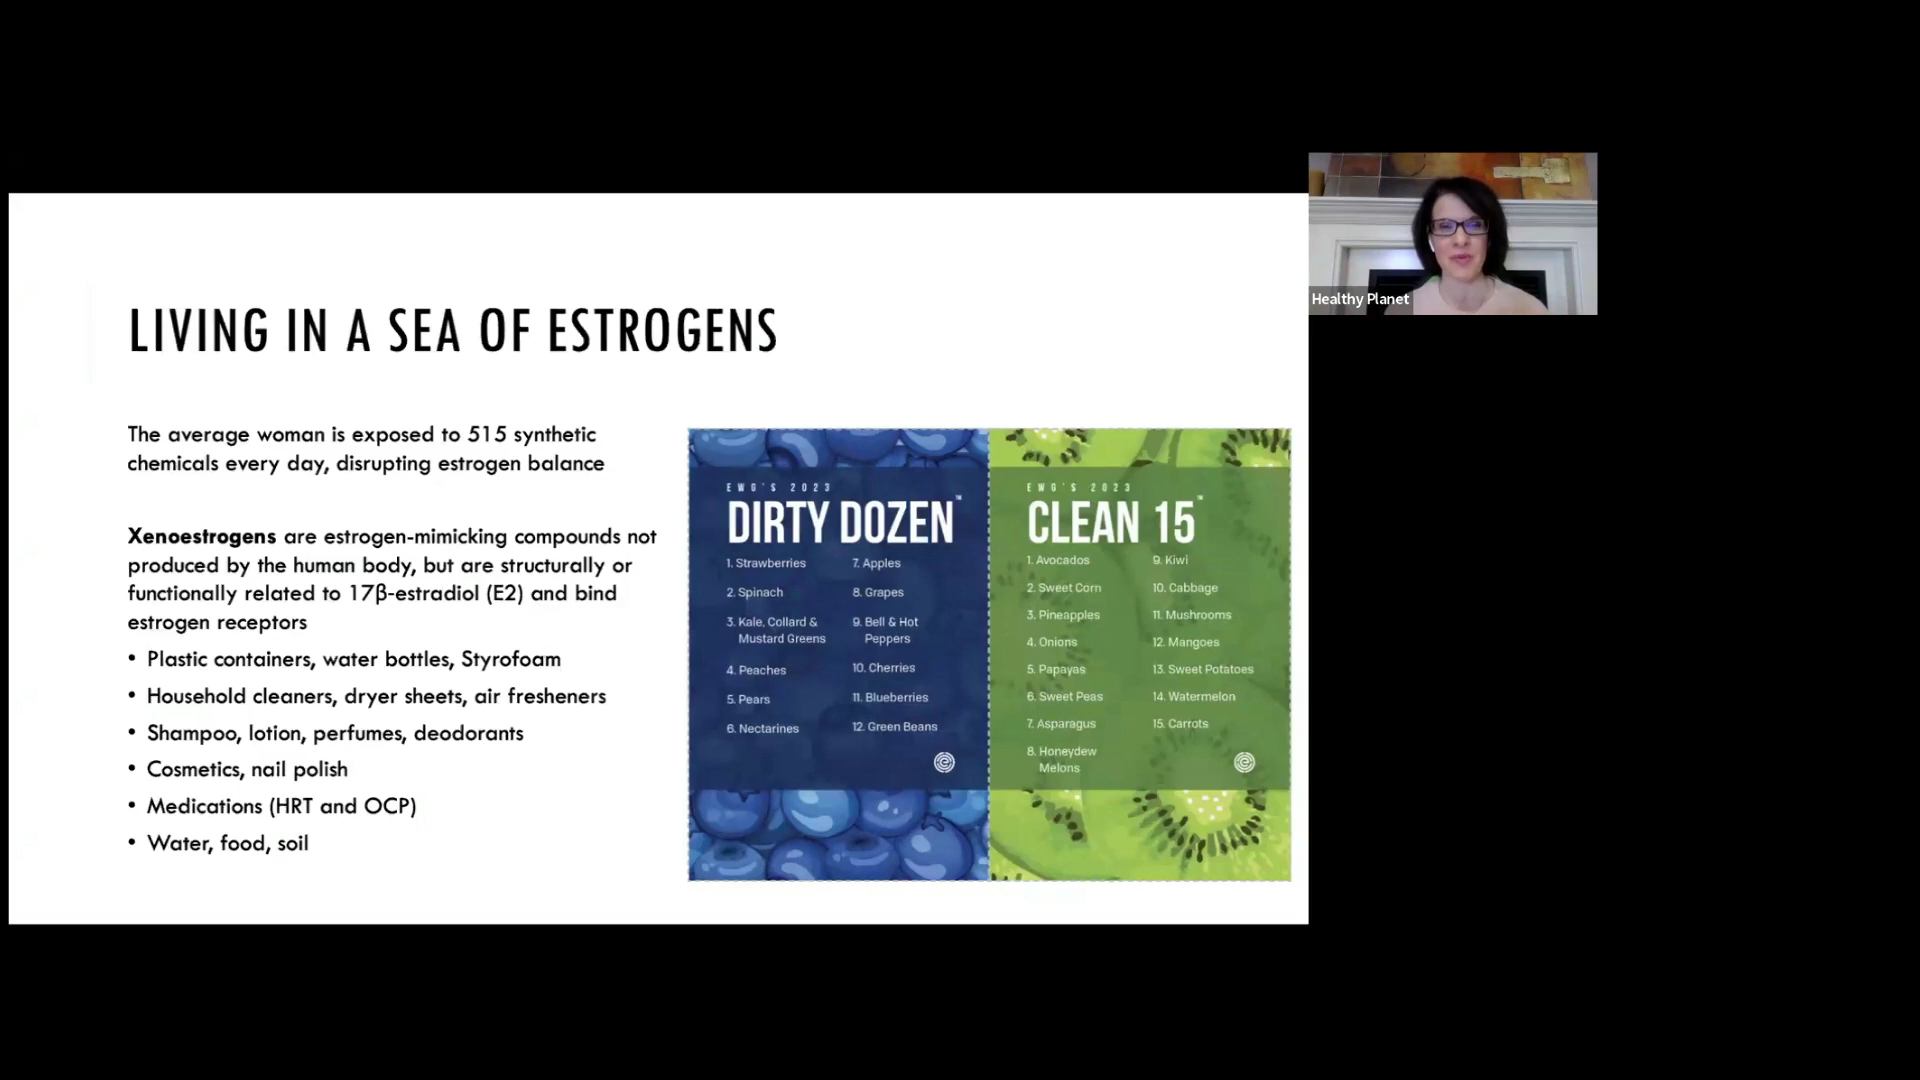 LIVING IN A SEA OF ESTROGENS
The average woman is exposed to 515 synthetic
chemicals every day, disrupting estrogen balance
Xenoestrogens are estrogen-mimicking compounds not
produced by the human body, but are structurally or
functionally related to 17β-estradiol (E2) and bind
estrogen receptors
• Plastic containers, water bottles, Styrofoam
• Household cleaners, dryer sheets, air fresheners
• Shampoo, lotion, perfumes, deodorants
• Cosmetics, nail polish
• Medications (HRT and OCP)
• Water, food, soil
EWG'S 2023
DIRTY DOZEN™
1. Strawberries
2. Spinach
3. Kale, Collard &
Mustard Greens
4. Peaches
5. Pears
6. Nectarines
7. Apples
8. Grapes
9. Bell & Hot
Peppers
10. Cherries
11. Blueberries
12. Green Beans
EWG'S 2023
CLEAN 15™
1. Avocados
2. Sweet Corn
3. Pineapples
4. Onions
5. Papayas
6. Sweet Peas
7. Asparagus
8. Honeydew
Melons
9. Kiwi
10. Cabbage
11. Mushrooms
12. Mangoes
13. Sweet Potatoes
14. Watermelon
15. Carrots
Healthy Planet